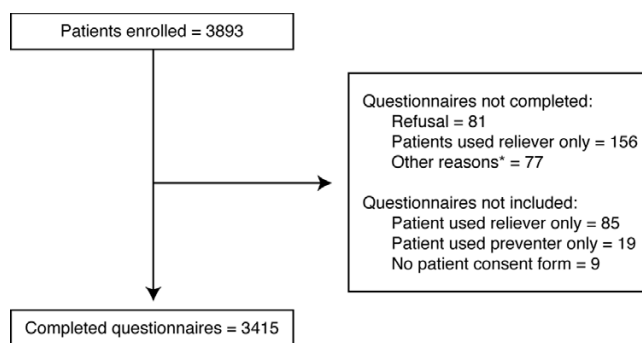 Patients enrolled = 3893
Questionnaires not completed:
Refusal = 81
Patients used reliever only = 156
Other reasons* = 77
Questionnaires not included:
Patient used reliever only = 85
Patient used preventer only = 19
No patient consent form = 9
Completed questionnaires = 3415